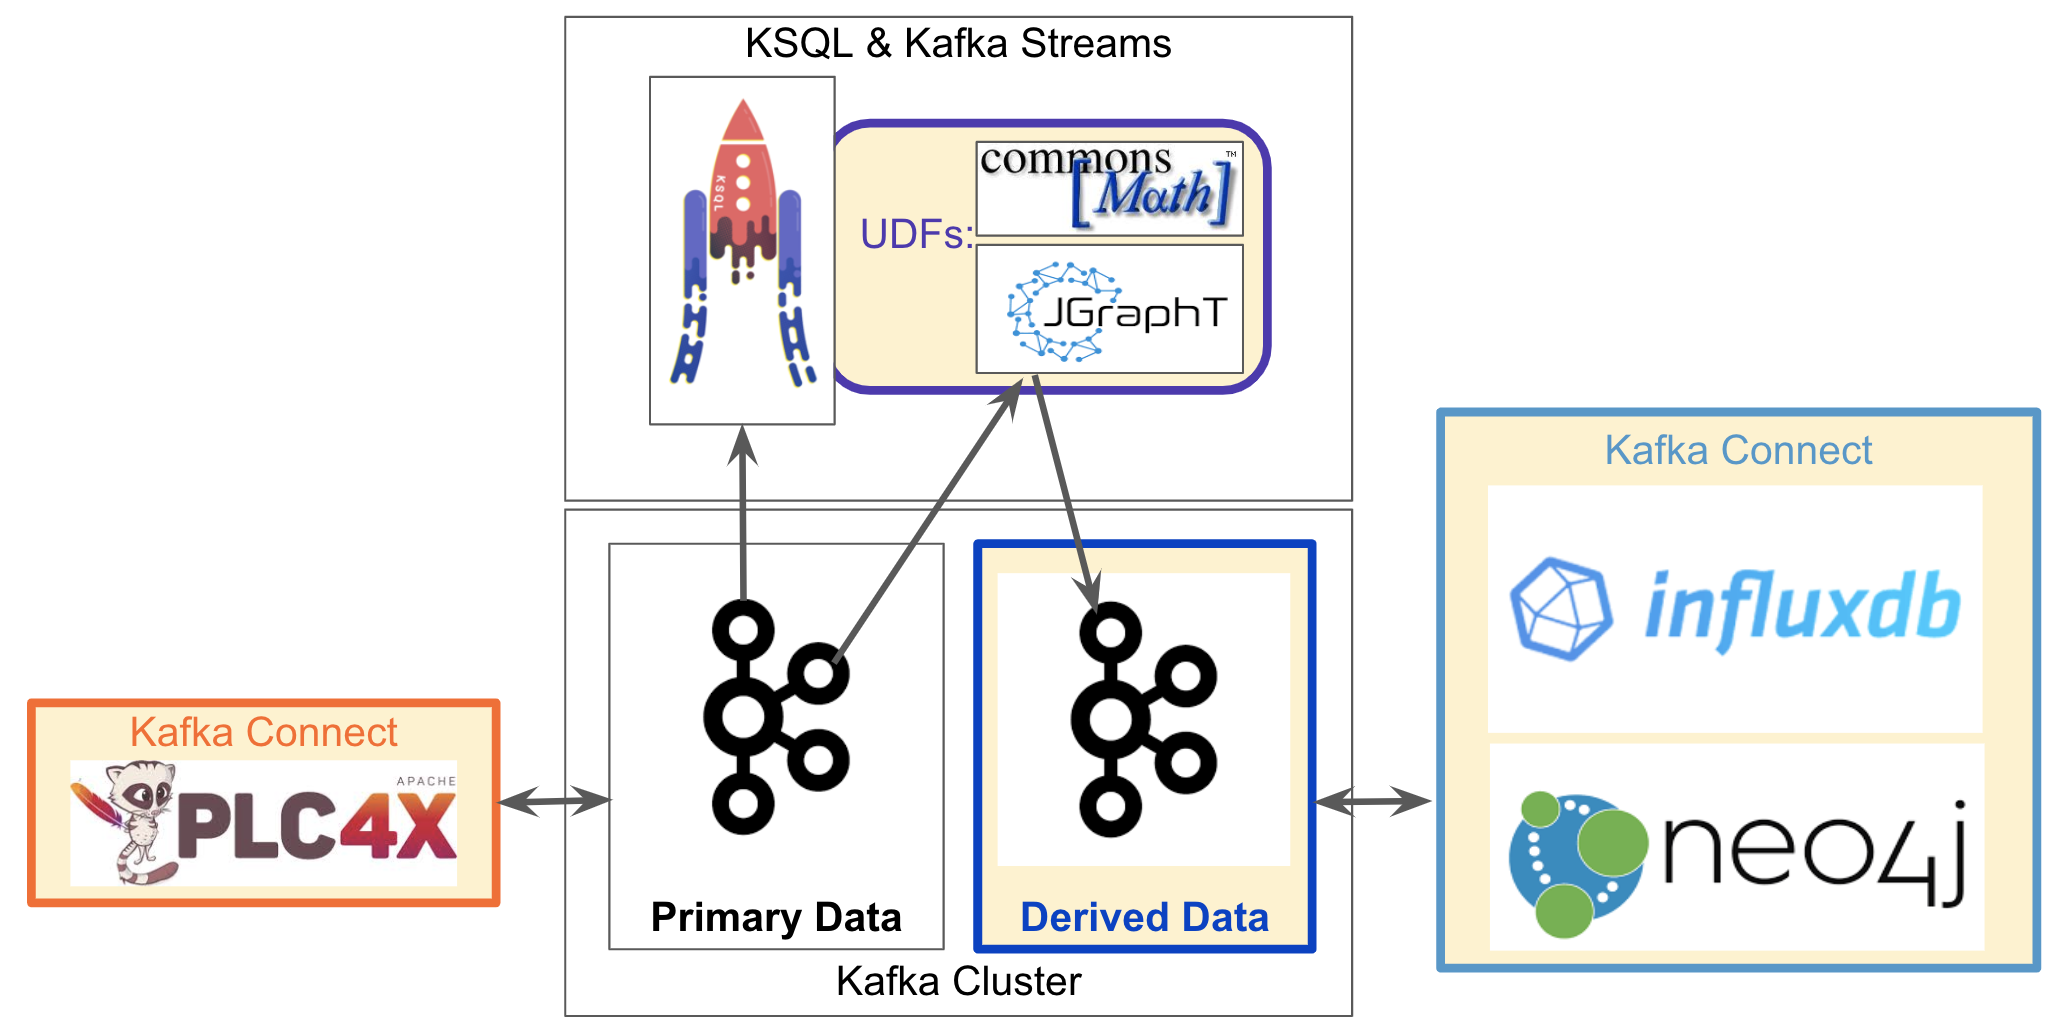 KSQL & Kafka Streams
KSQL
UDFs:
commons
[Math]
™
JGraphT
Kafka Connect
influxdb
neo4j
Kafka Connect
APACHE
PLC4X
Primary Data
Derived Data
Kafka Cluster